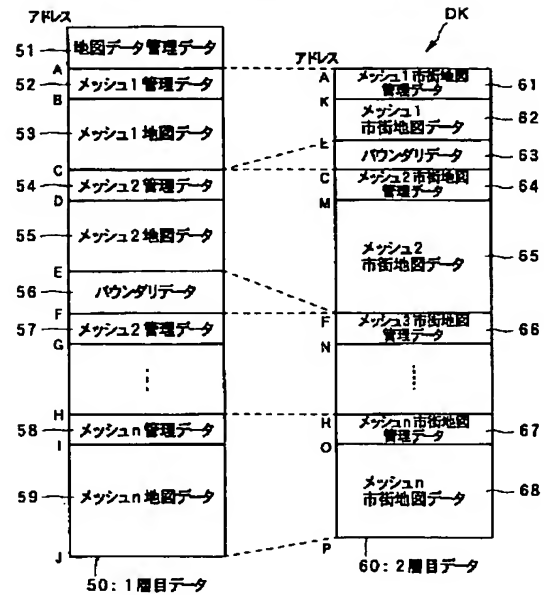 DK
アドレス
51
地図データ管理データ
A
52
メッシュ1管理データ
B
53
メッシュ1地図データ
C
54
メッシュ2管理データ
D
55
メッシュ2地図データ
E
56
バウンダリデータ
F
57
メッシュ2管理データ
G
H
58
メッシュn管理データ
I
59
メッシュn地図データ
J
50:1層目データ
アドレス
A
メッシュ1市街地図
管理データ
61
K
メッシュ1
市街地図データ
62
L
バウンダリデータ
63
C
メッシュ2市街地図
管理データ
64
M
メッシュ2
市街地図データ
65
F
メッシュ3市街地図
管理データ
66
N
H
メッシュn市街地図
管理データ
67
O
メッシュn
市街地図データ
68
P
60:2層目データ